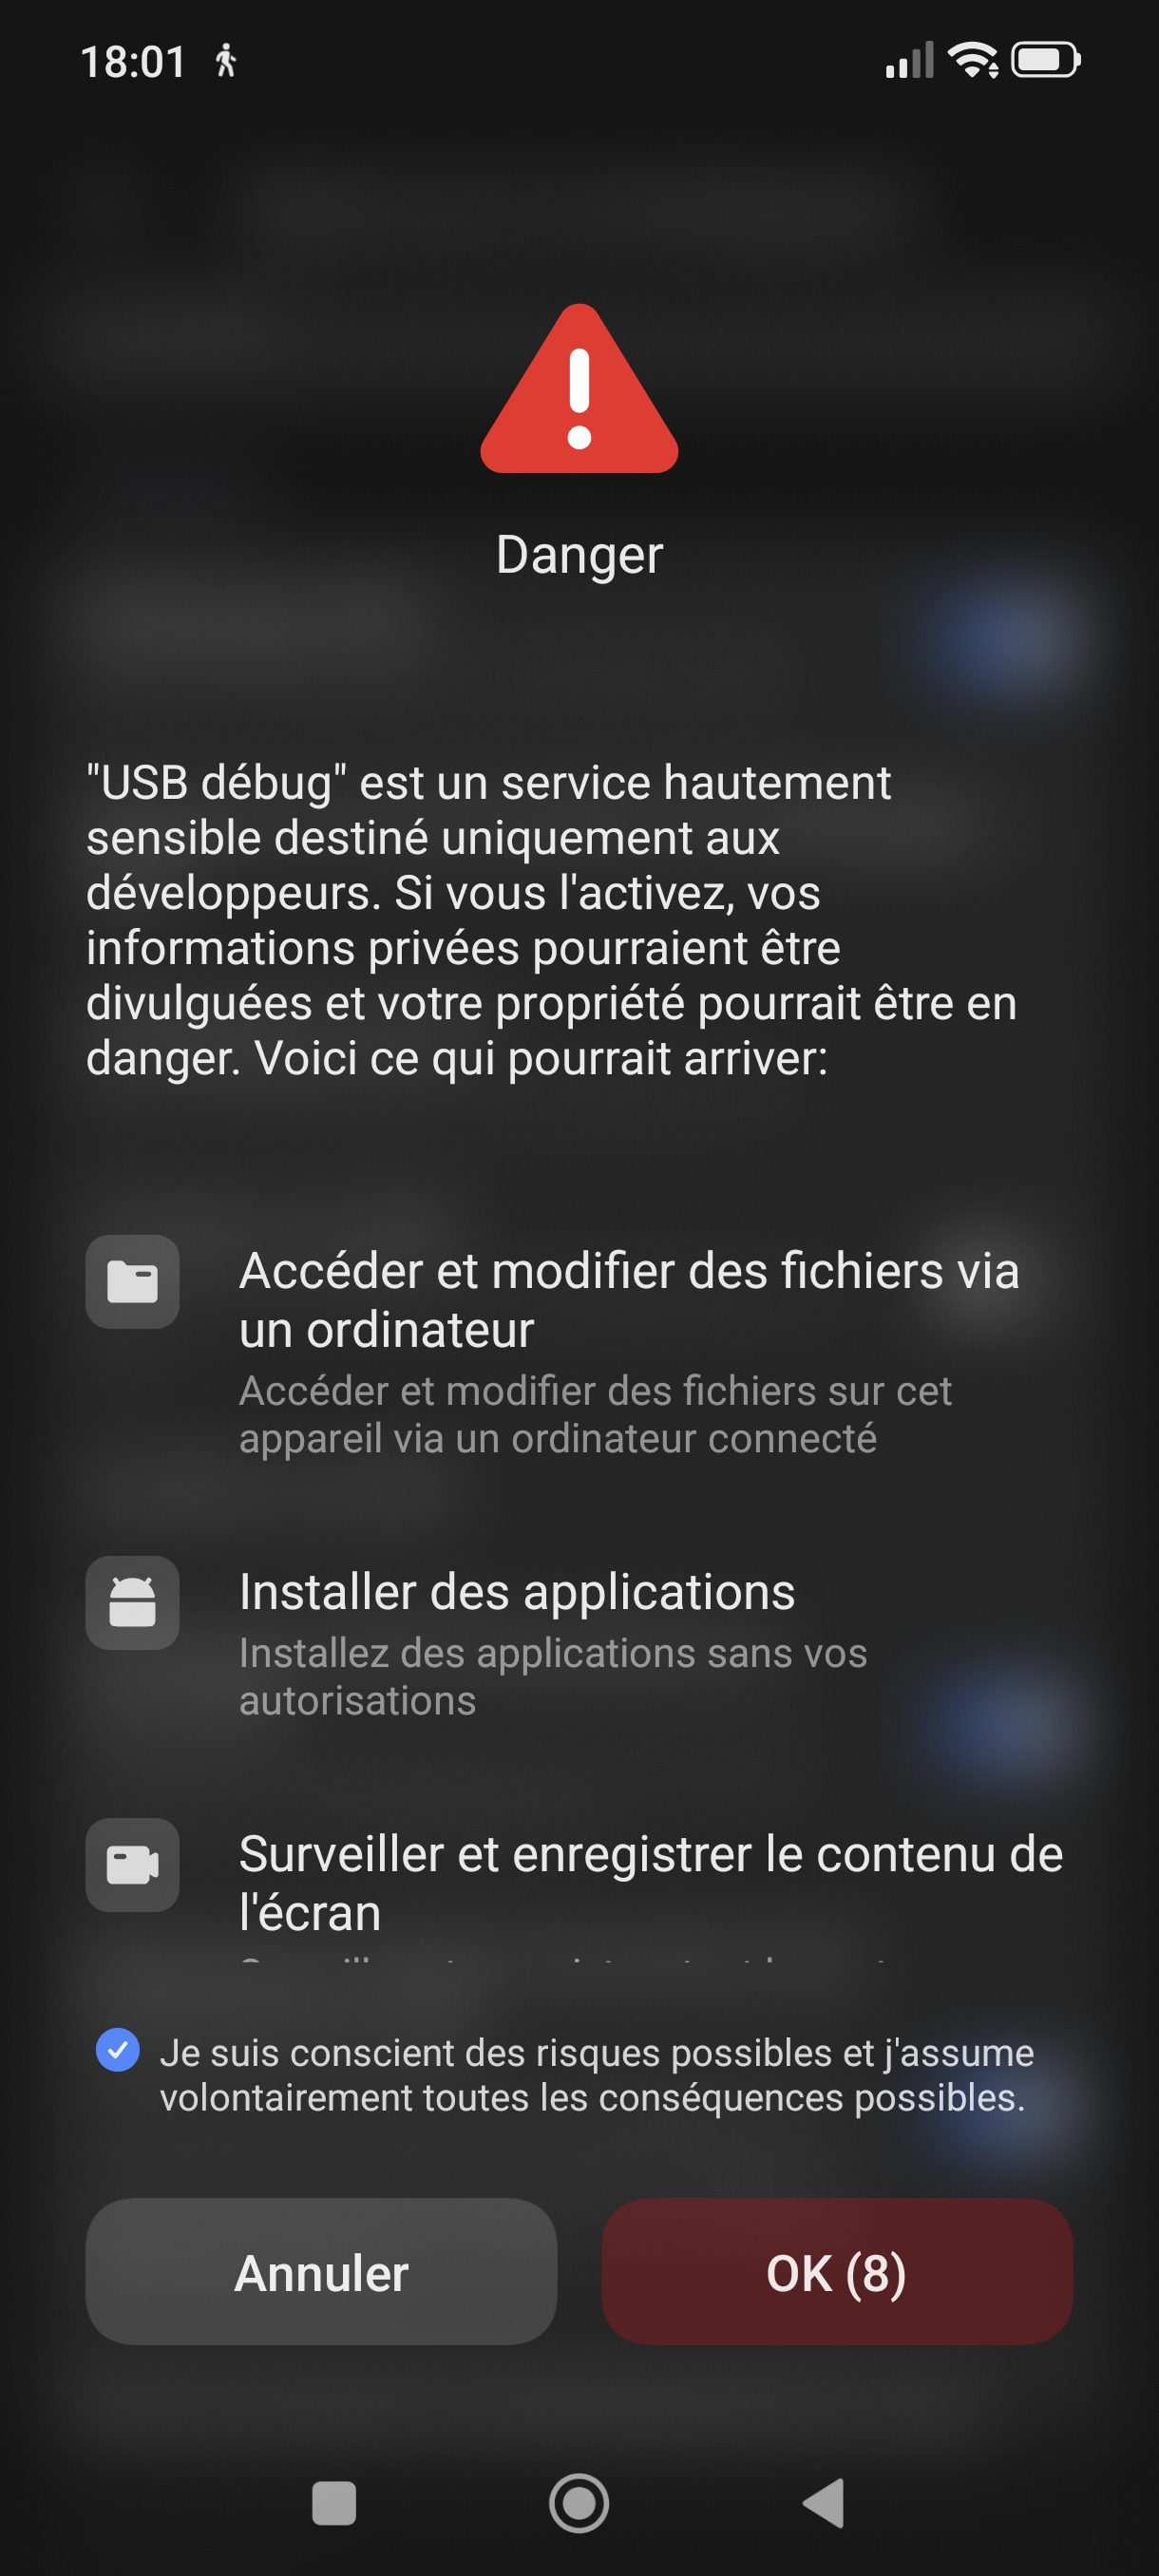 18:01
Danger
"USB débug" est un service hautement
sensible destiné uniquement aux
développeurs. Si vous l'activez, vos
informations privées pourraient être
divulguées et votre propriété pourrait être en
danger. Voici ce qui pourrait arriver:
Accéder et modifier des fichiers via
un ordinateur
Accéder et modifier des fichiers sur cet
appareil via un ordinateur connecté
Installer des applications
Installez des applications sans vos
autorisations
Surveiller et enregistrer le contenu de
l'écran
Je suis conscient des risques possibles et j'assume
volontairement toutes les conséquences possibles.
Annuler
OK (8)